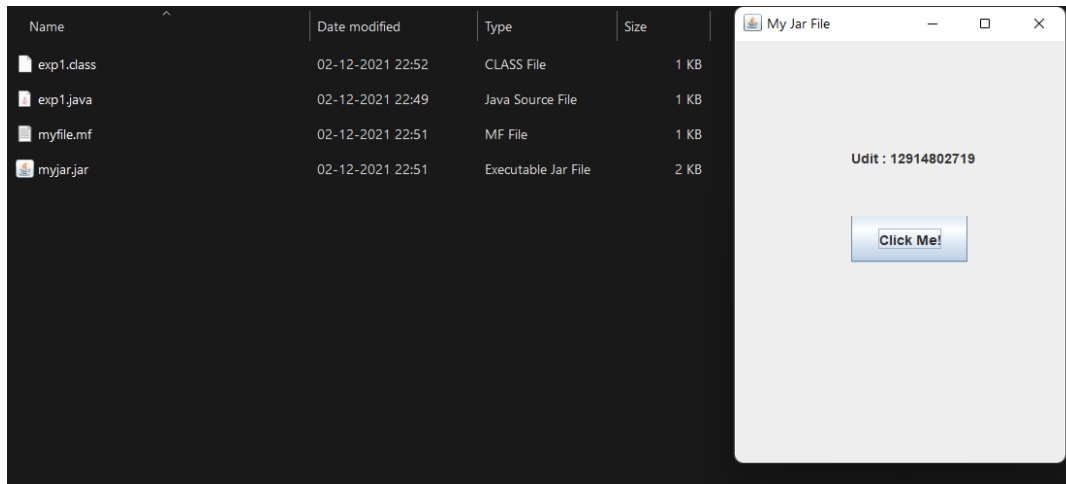 Name Date modified Type Size
exp1.class 02-12-2021 22:52 CLASS File 1 KB
exp1.java 02-12-2021 22:49 Java Source File 1 KB
myfile.mf 02-12-2021 22:51 MF File 1 KB
myjar.jar 02-12-2021 22:51 Executable Jar File 2 KB
My Jar File
Udit : 12914802719
Click Me!